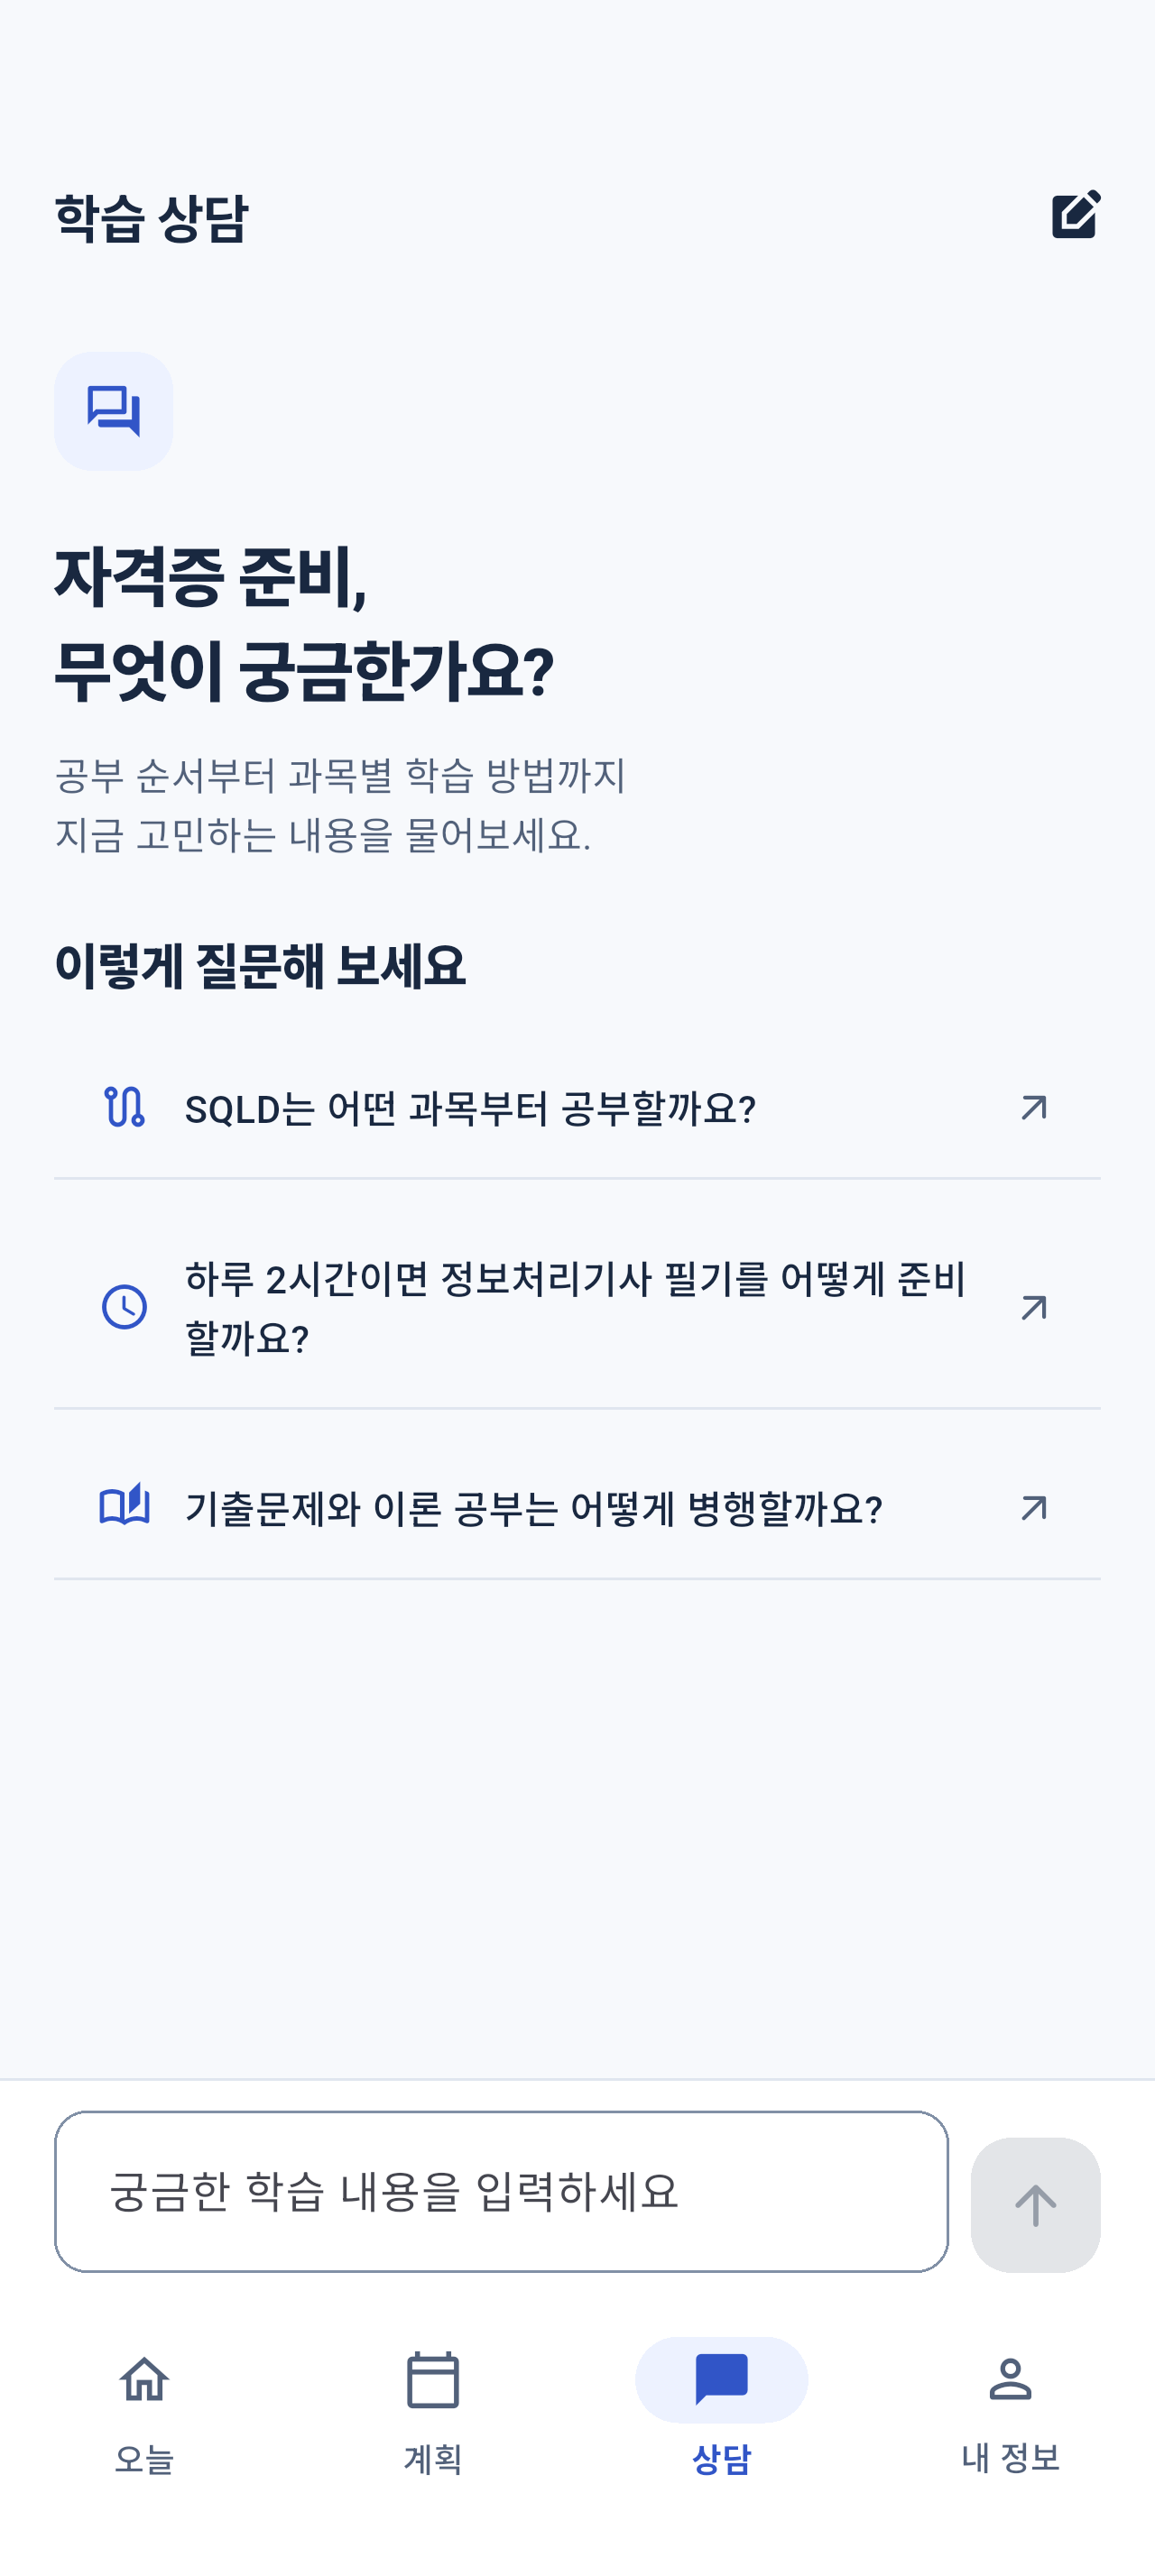 학습 상담
자격증 준비,
무엇이 궁금한가요?
공부 순서부터 과목별 학습 방법까지
지금 고민하는 내용을 물어보세요.
이렇게 질문해 보세요
SQLD는 어떤 과목부터 공부할까요?
하루 2시간이면 정보처리기사 필기를 어떻게 준비
할까요?
기출문제와 이론 공부는 어떻게 병행할까요?
궁금한 학습 내용을 입력하세요
오늘
계획
상담
내 정보